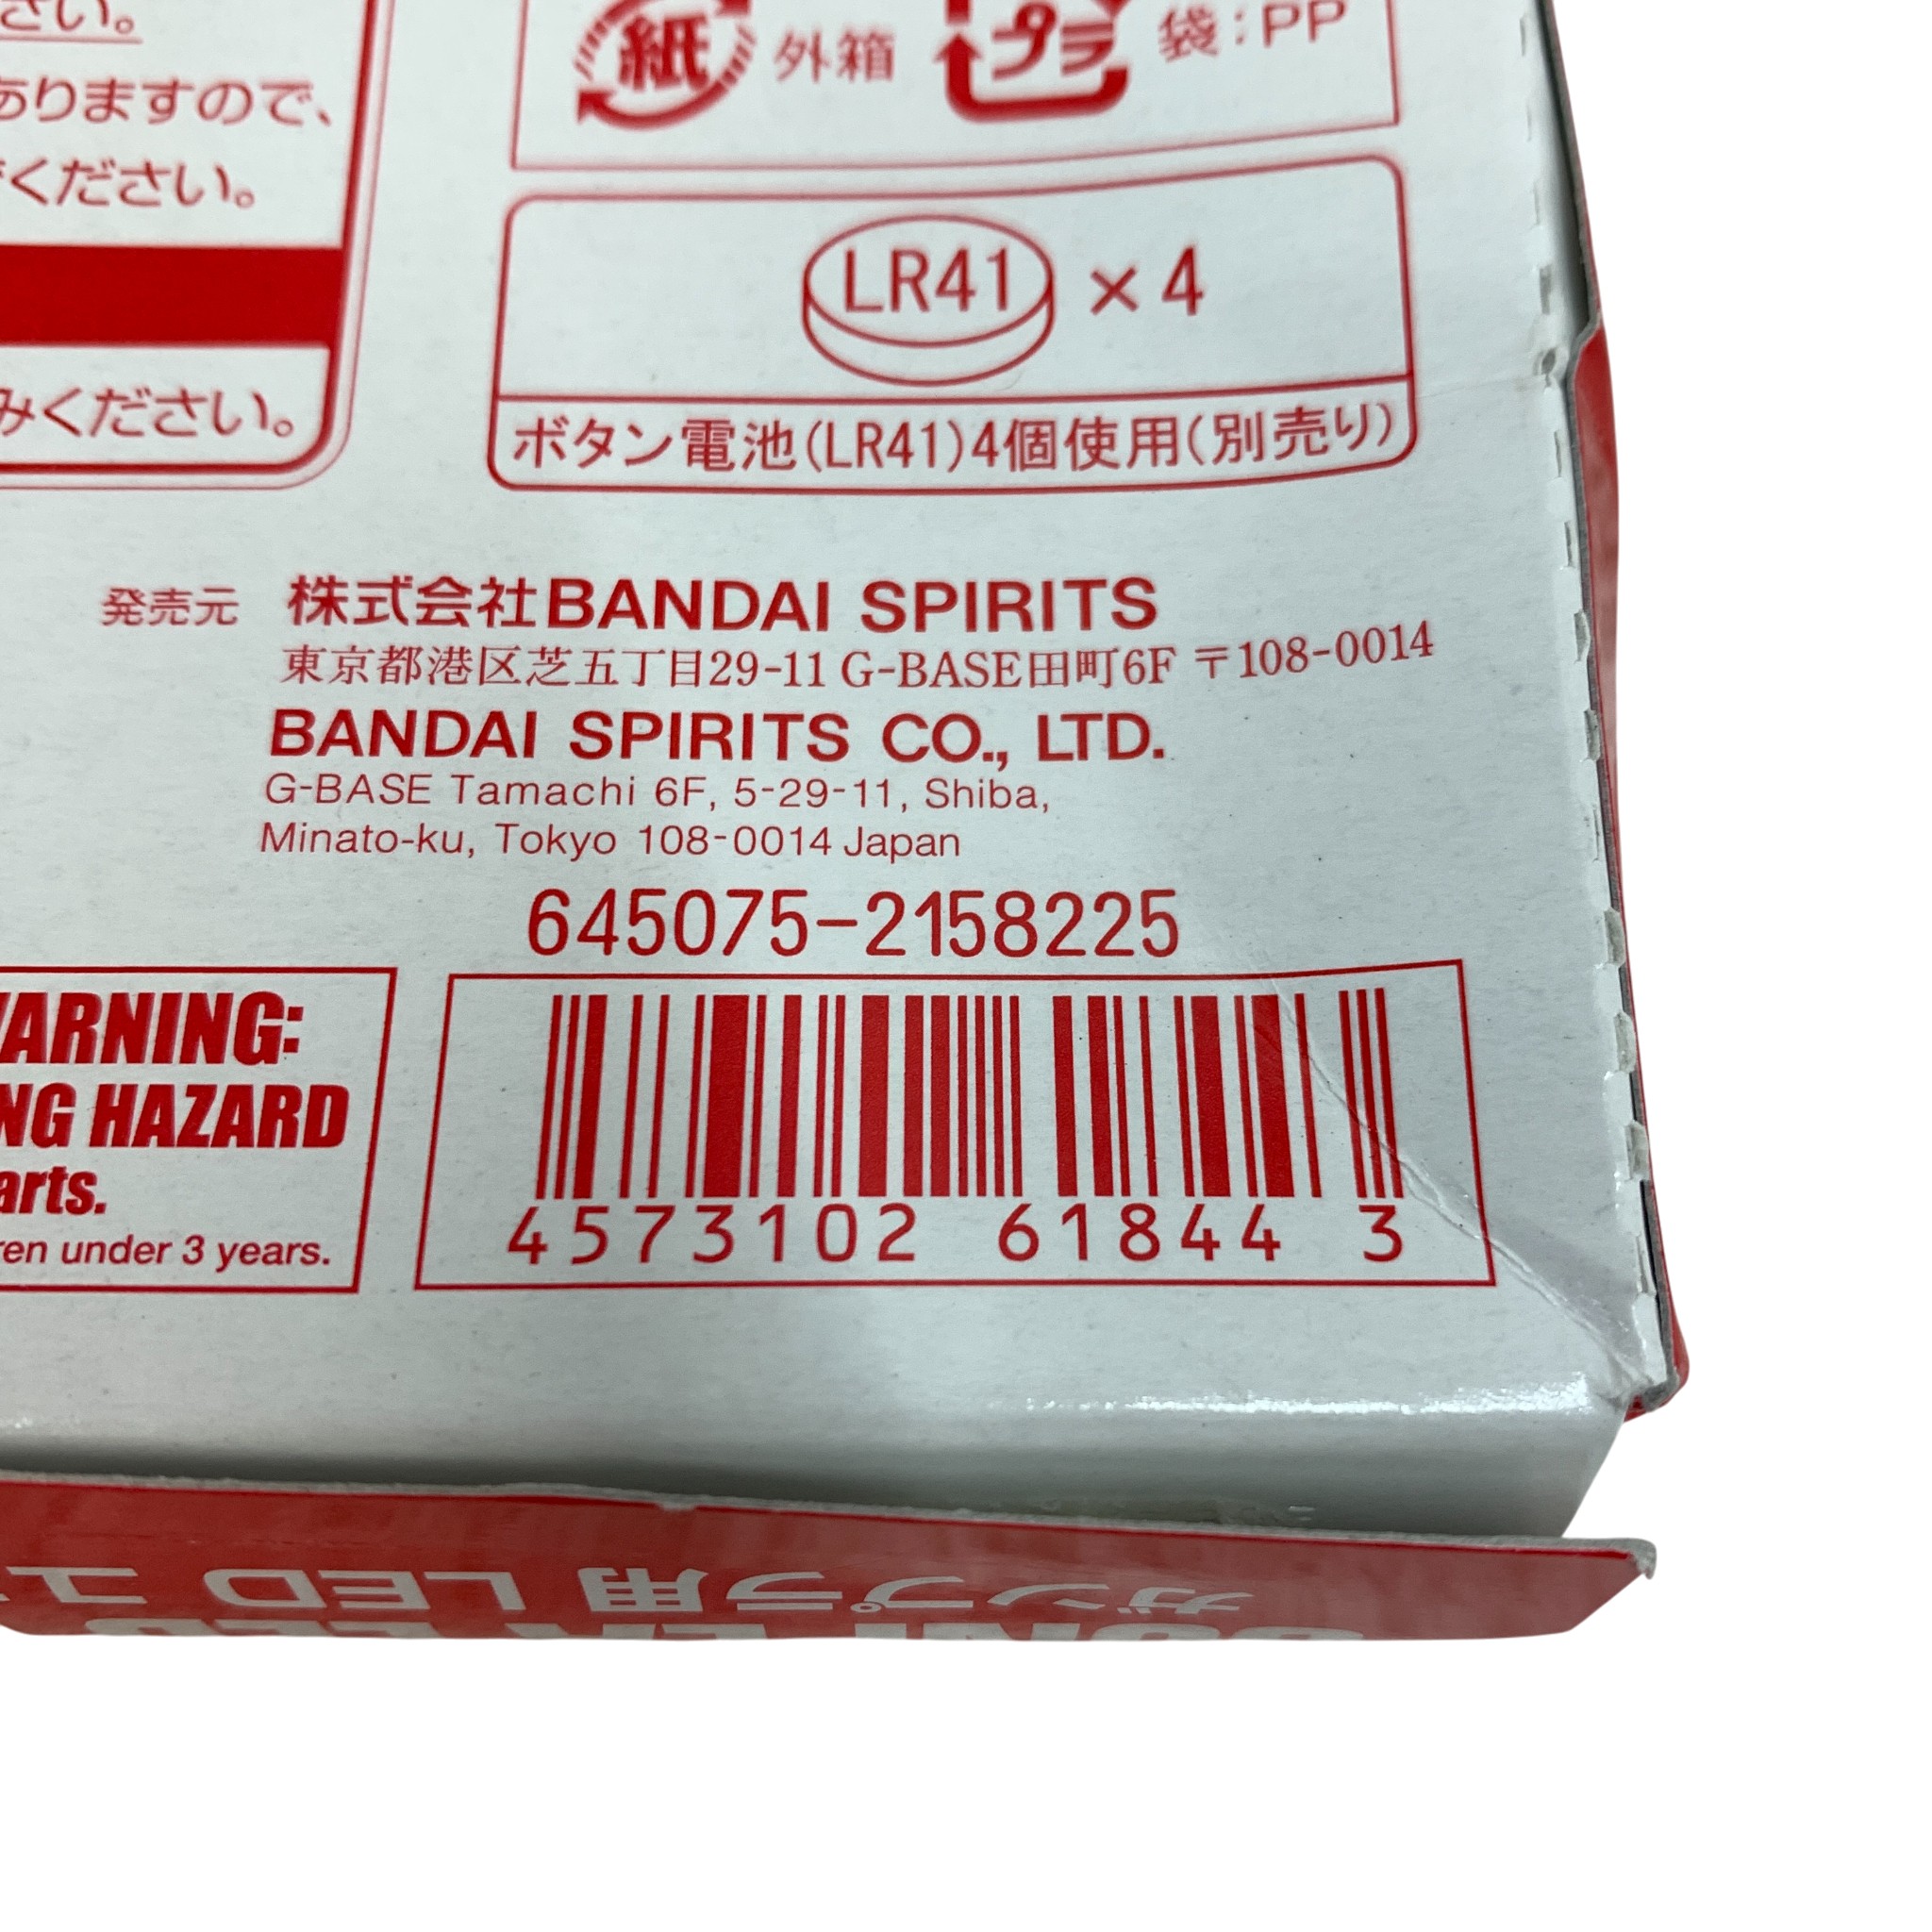 さい。
ありますので、
ください。
みください。
紙 外箱 プラ 袋:PP
LR41 ×4
ボタン電池(LR41)4個使用(別売り)
発売元 株式会社BANDAI SPIRITS
東京都港区芝五丁目29-11 G-BASE田町6F 〒108-0014
BANDAI SPIRITS CO., LTD.
G-BASE Tamachi 6F, 5-29-11, Shiba,
Minato-ku, Tokyo 108-0014 Japan
645075-2158225
WARNING:
NG HAZARD
arts.
ren under 3 years.
4573102 618443
ガンプラ用 LED ユ